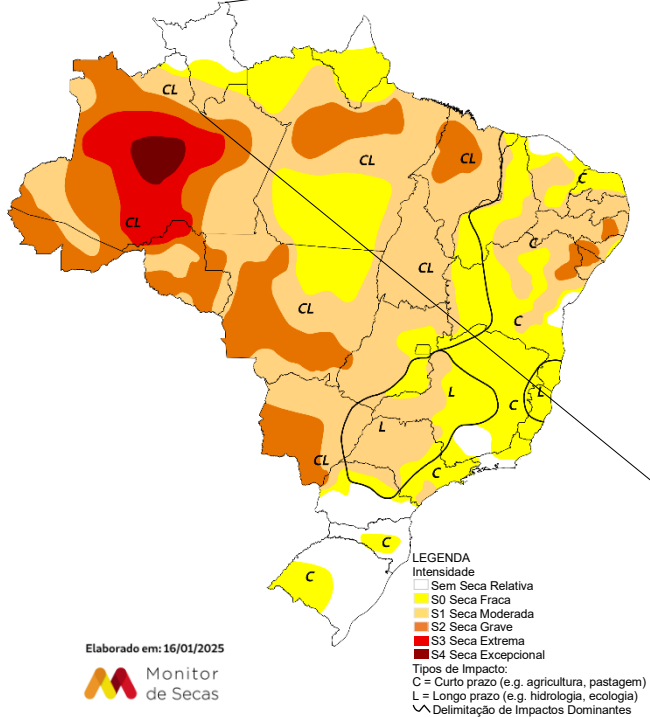 CL
CL
CL
C
CL
C
CL
CL
C
L
L
C
L
CL
C
C
C
LEGENDA
Intensidade
Sem Seca Relativa
S0 Seca Fraca
S1 Seca Moderada
S2 Seca Grave
S3 Seca Extrema
S4 Seca Excepcional
Tipos de Impacto:
C = Curto prazo (e.g. agricultura, pastagem)
L = Longo prazo (e.g. hidrologia, ecologia)
Delimitação de Impactos Dominantes
Elaborado em: 16/01/2025
Monitor
de Secas